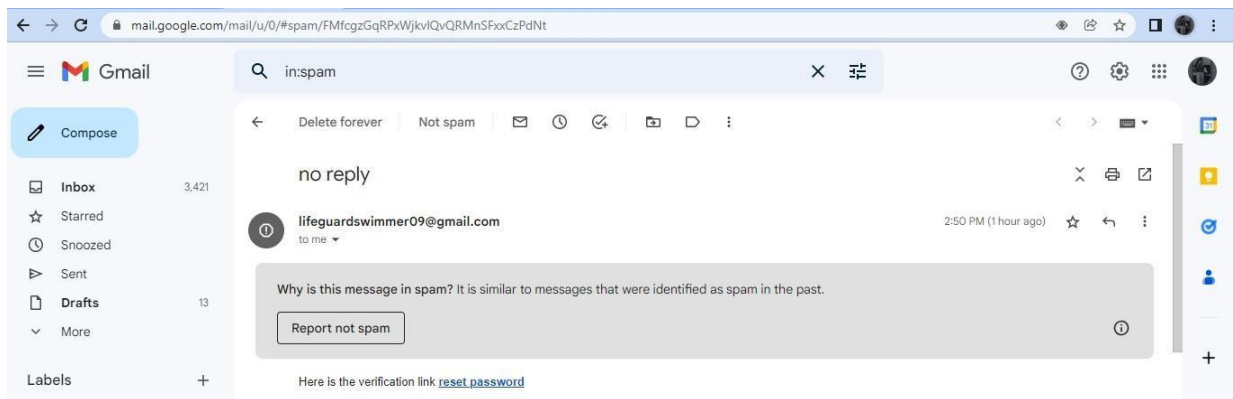 mail.google.com/mail/u/0/#spam/FMfcgzGqRPxWjkvlQvQRMnSFxxCzPdNt
Gmail
in:spam
Compose
Delete forever Not spam
31
no reply
Inbox 3,421
Starred
lifeguardswimmer09@gmail.com 2:50 PM (1 hour ago)
to me
Snoozed
Sent
Why is this message in spam? It is similar to messages that were identified as spam in the past.
Drafts 13
Report not spam
More
Labels
Here is the verification link reset password